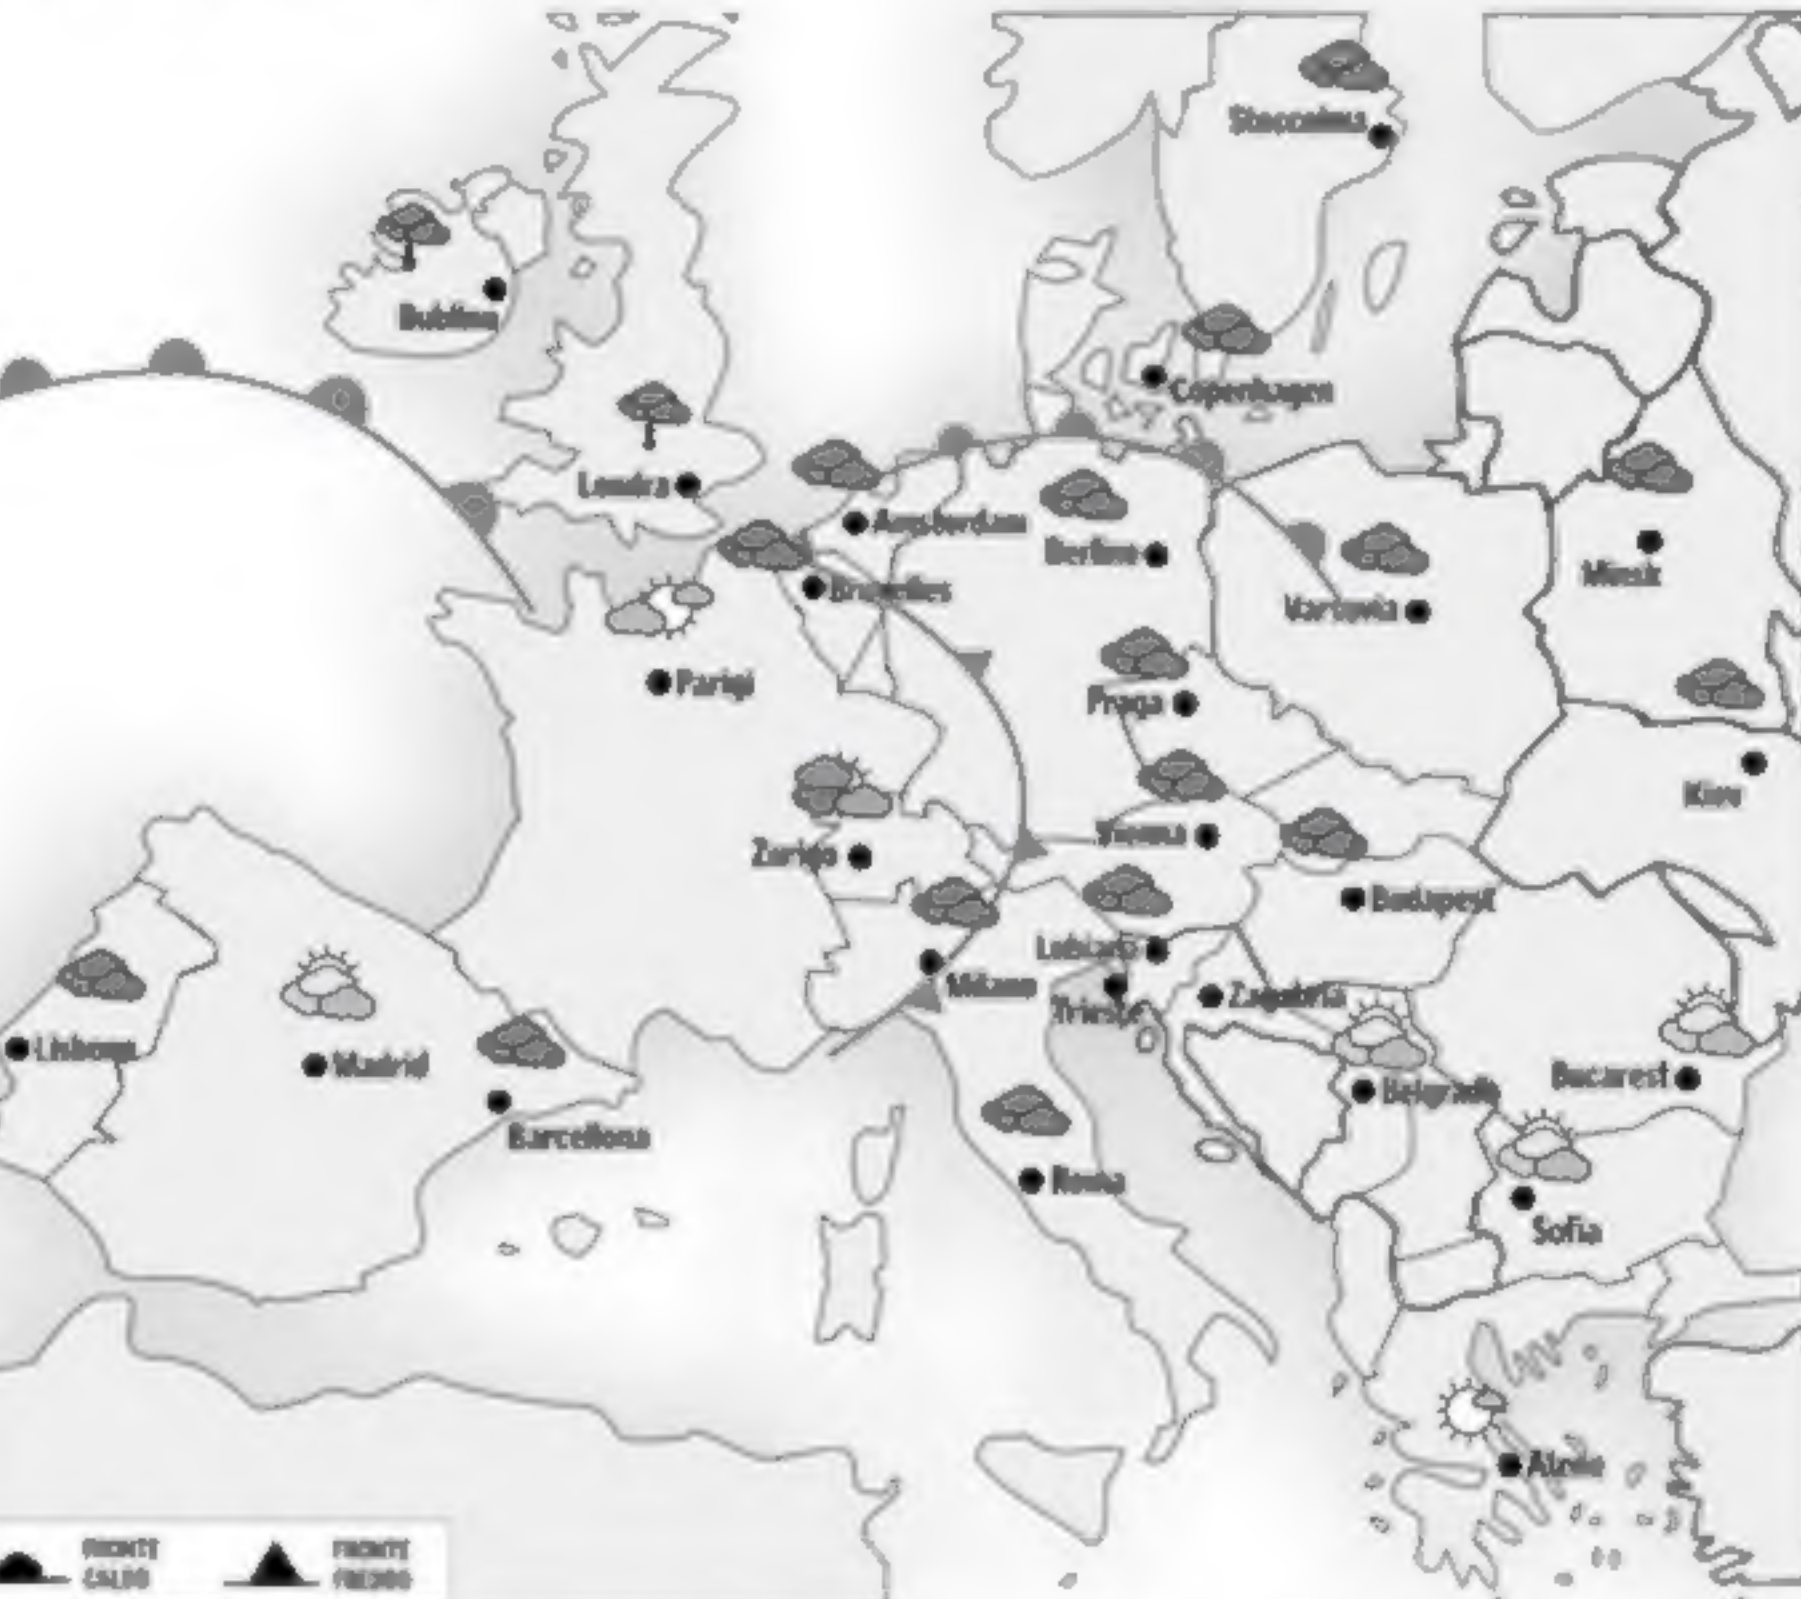 Stoccolma
Dublino
Copenhagen
Londra
Amsterdam
Berlino
Minsk
Bruxelles
Varsavia
Parigi
Praga
Kiev
Vienna
Zurigo
Budapest
Lubiana
Milano
Zagabria
Trieste
Lisbona
Madrid
Bucarest
Belgrado
Barcellona
Roma
Sofia
Atene
FRONTE
CALDO
FRONTE
FREDDO